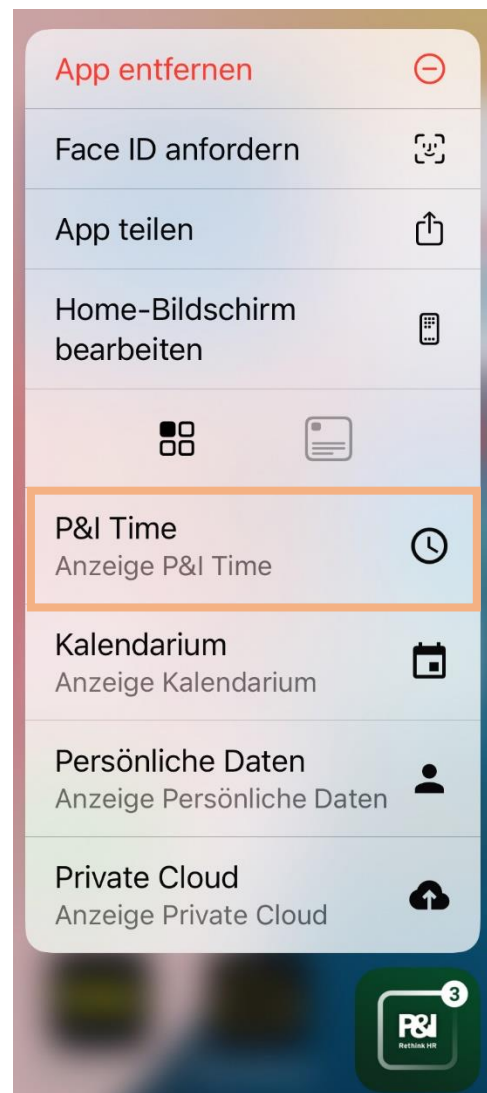 App entfernen
Face ID anfordern
App teilen
Home-Bildschirm
bearbeiten
P&I Time
Anzeige P&I Time
Kalendarium
Anzeige Kalendarium
Persönliche Daten
Anzeige Persönliche Daten
Private Cloud
Anzeige Private Cloud
3
P&I
Rethink HR